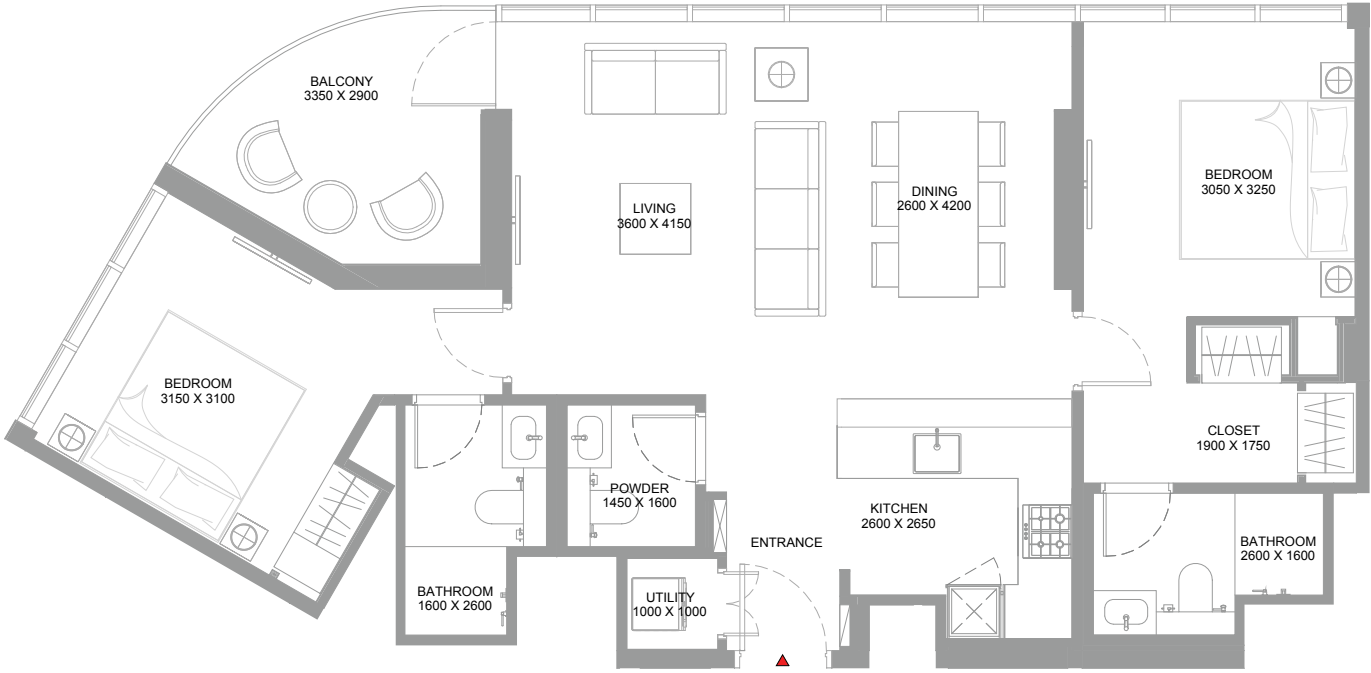 BALCONY
3350 X 2900
LIVING
3600 X 4150
DINING
2600 X 4200
BEDROOM
3050 X 3250
BEDROOM
3150 X 3100
CLOSET
1900 X 1750
POWDER
1450 X 1600
KITCHEN
2600 X 2650
ENTRANCE
BATHROOM
2600 X 1600
BATHROOM
1600 X 2600
UTILITY
1000 X 1000